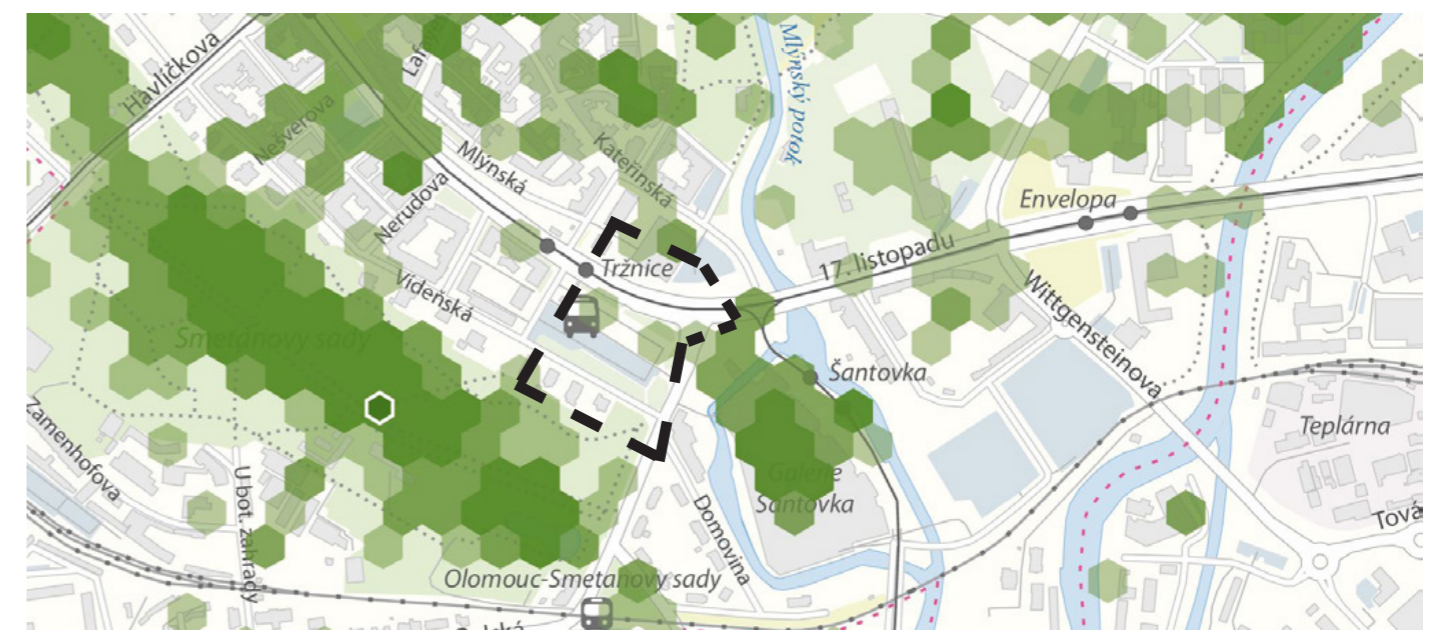 Havlíčkova
Nešverova
Mlýnský potok
Mlýnská
Kateřinská
Nerudova
Envelopa
Tržnice
17. listopadu
Vídeňská
Wittgensteinova
Smetanovy sady
Šantovka
Zamenhofova
Teplárna
U bot. zahrady
Galerie
Šantovka
Domovina
Olomouc-Smetanovy sady